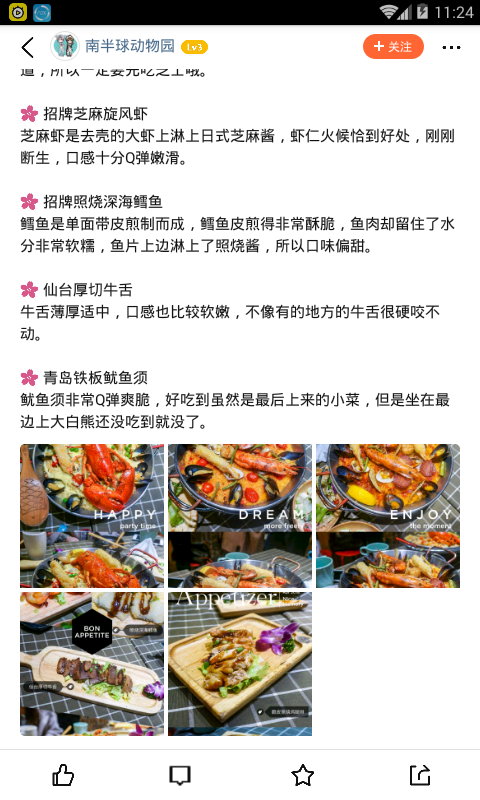 11:24
南半球动物园 Lv3
+ 关注
道，所以一定要先吃芝士哦。
招牌芝麻旋风虾
芝麻虾是去壳的大虾上淋上日式芝麻酱，虾仁火候恰到好处，刚刚
断生，口感十分Q弹嫩滑。
招牌照烧深海鳕鱼
鳕鱼是单面带皮煎制而成，鳕鱼皮煎得非常酥脆，鱼肉却留住了水
分非常软糯，鱼片上边淋上了照烧酱，所以口味偏甜。
仙台厚切牛舌
牛舌薄厚适中，口感也比较软嫩，不像有的地方的牛舌很硬咬不
动。
青岛铁板鱿鱼须
鱿鱼须非常Q弹爽脆，好吃到虽然是最后上来的小菜，但是坐在最
边上大白熊还没吃到就没了。
HAPPY
party time
DREAM
more freely
ENJOY
the moment
BON
APPETITE
仙台厚切牛舌
Appetizer